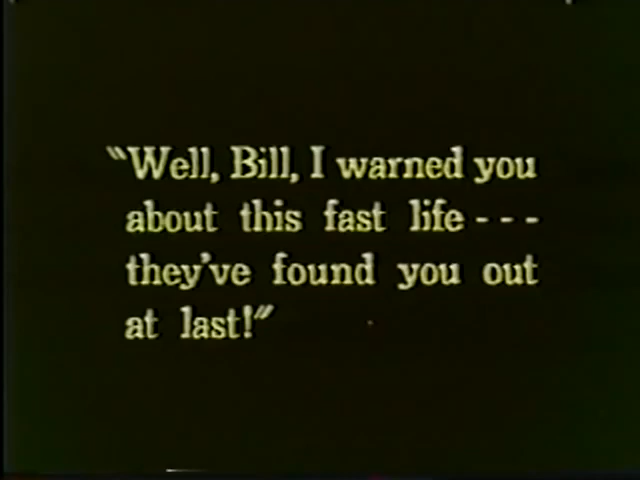 "Well, Bill, I warned you
about this fast life - - -
they've found you out
at last!"